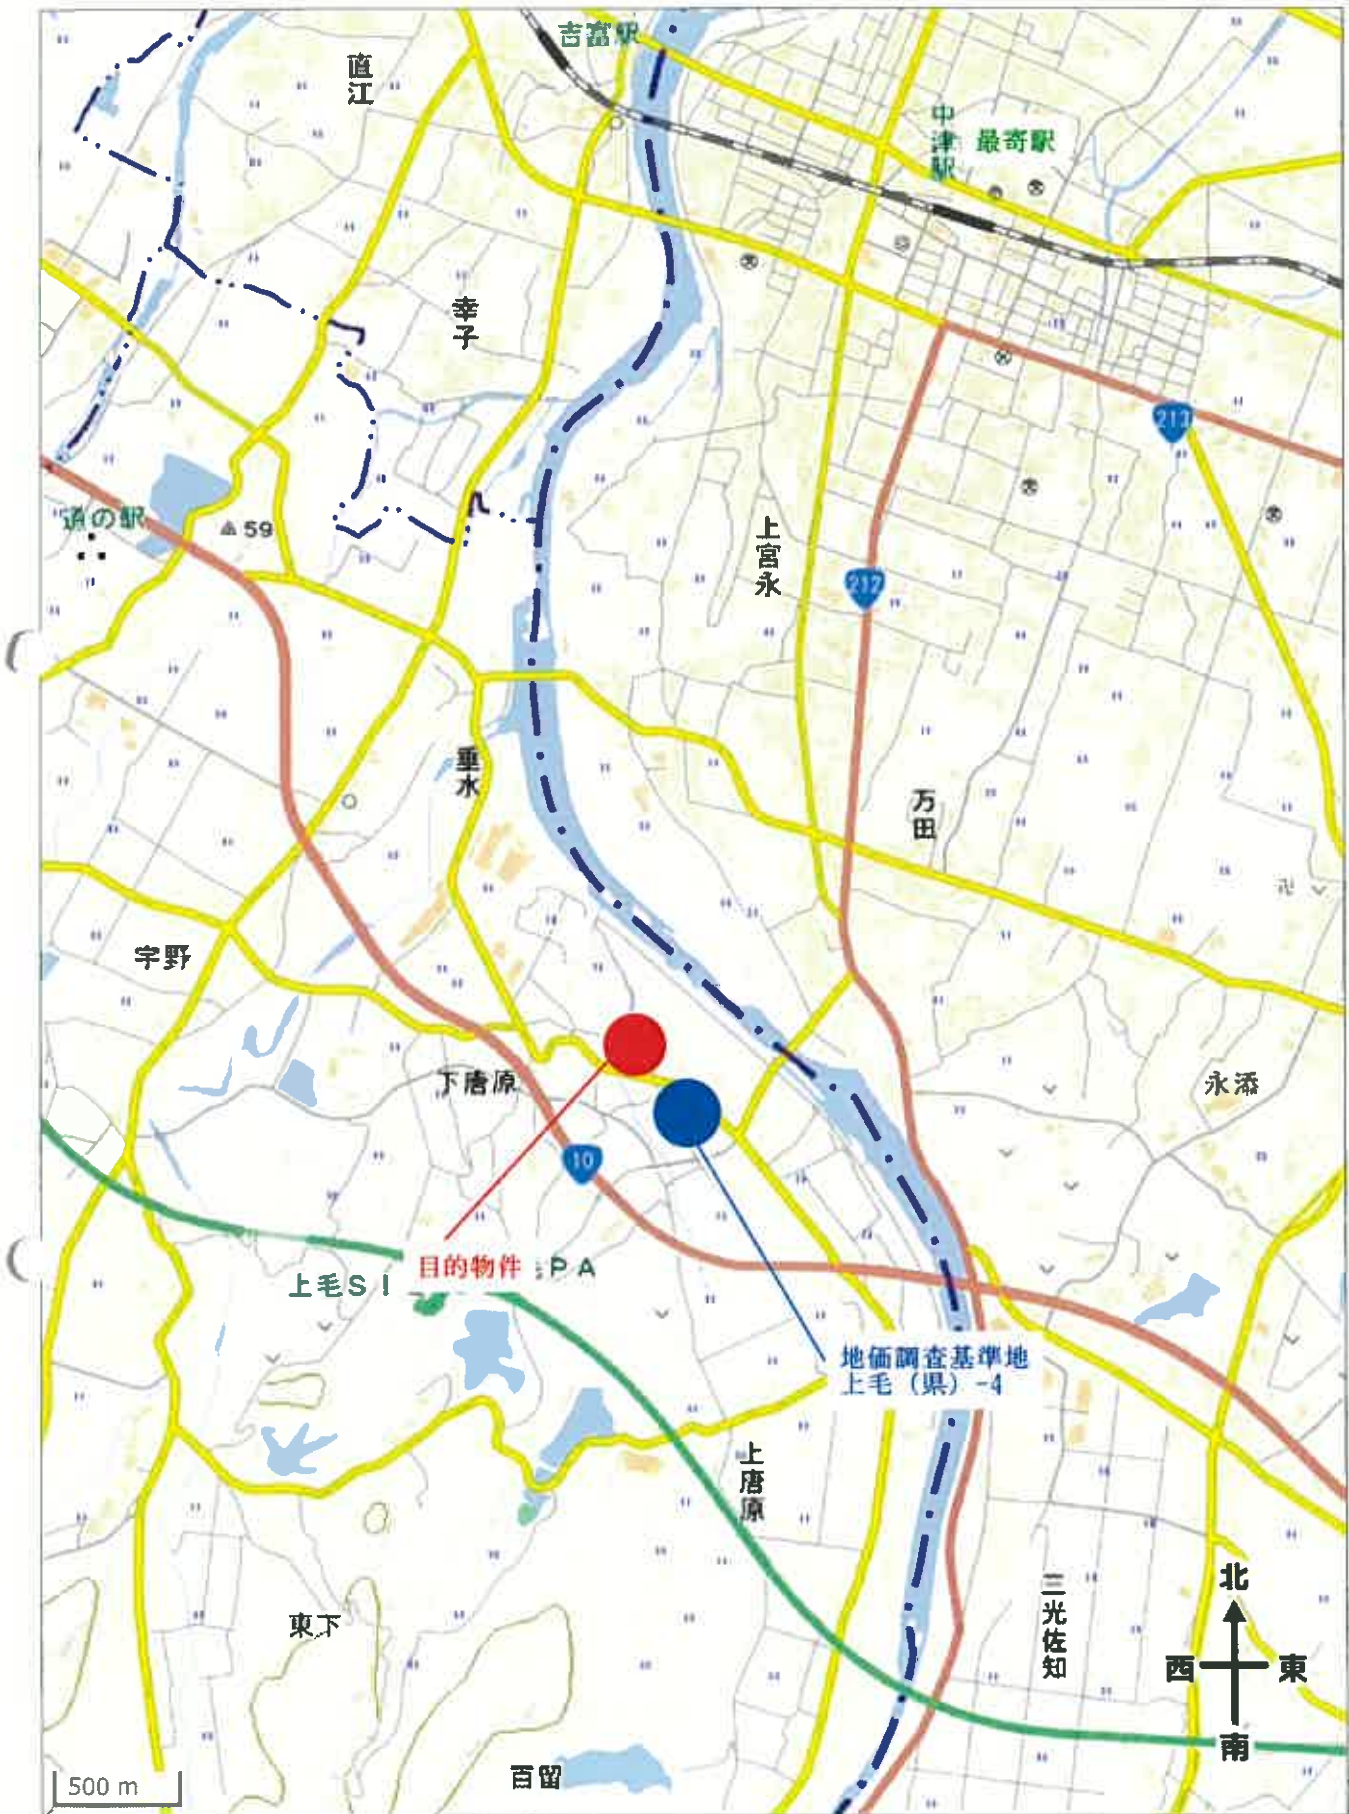 吉富駅
直江
中津駅
最寄駅
幸子
213
道の駅
59
上宮永
212
垂水
万田
宇野
下唐原
永添
10
上毛SI
目的物件
PA
地価調査基準地
上毛（県）-4
上唐原
東下
三光佐知
北
西
東
南
百留
500 m